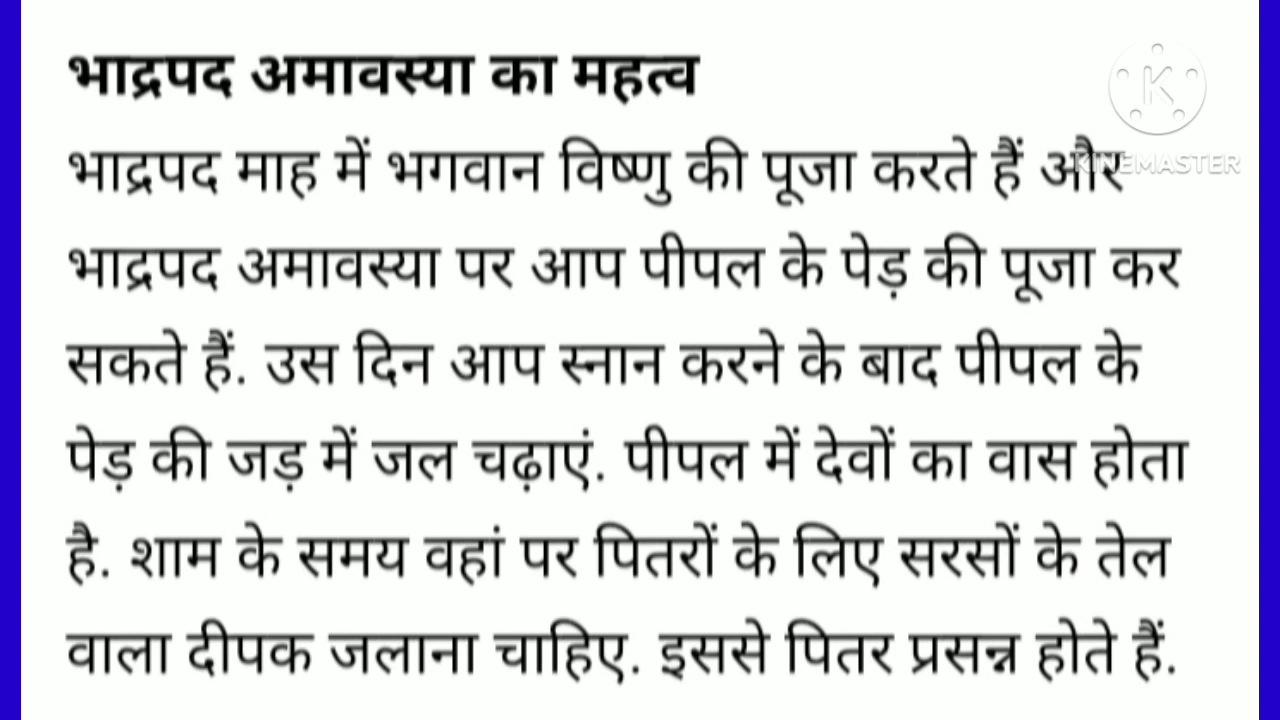 भाद्रपद अमावस्या का महत्व
भाद्रपद माह में भगवान विष्णु की पूजा करते हैं और
KINEMASTER
भाद्रपद अमावस्या पर आप पीपल के पेड़ की पूजा कर
सकते हैं. उस दिन आप स्नान करने के बाद पीपल के
पेड़ की जड़ में जल चढ़ाएं. पीपल में देवों का वास होता
है. शाम के समय वहां पर पितरों के लिए सरसों के तेल
वाला दीपक जलाना चाहिए. इससे पितर प्रसन्न होते हैं.